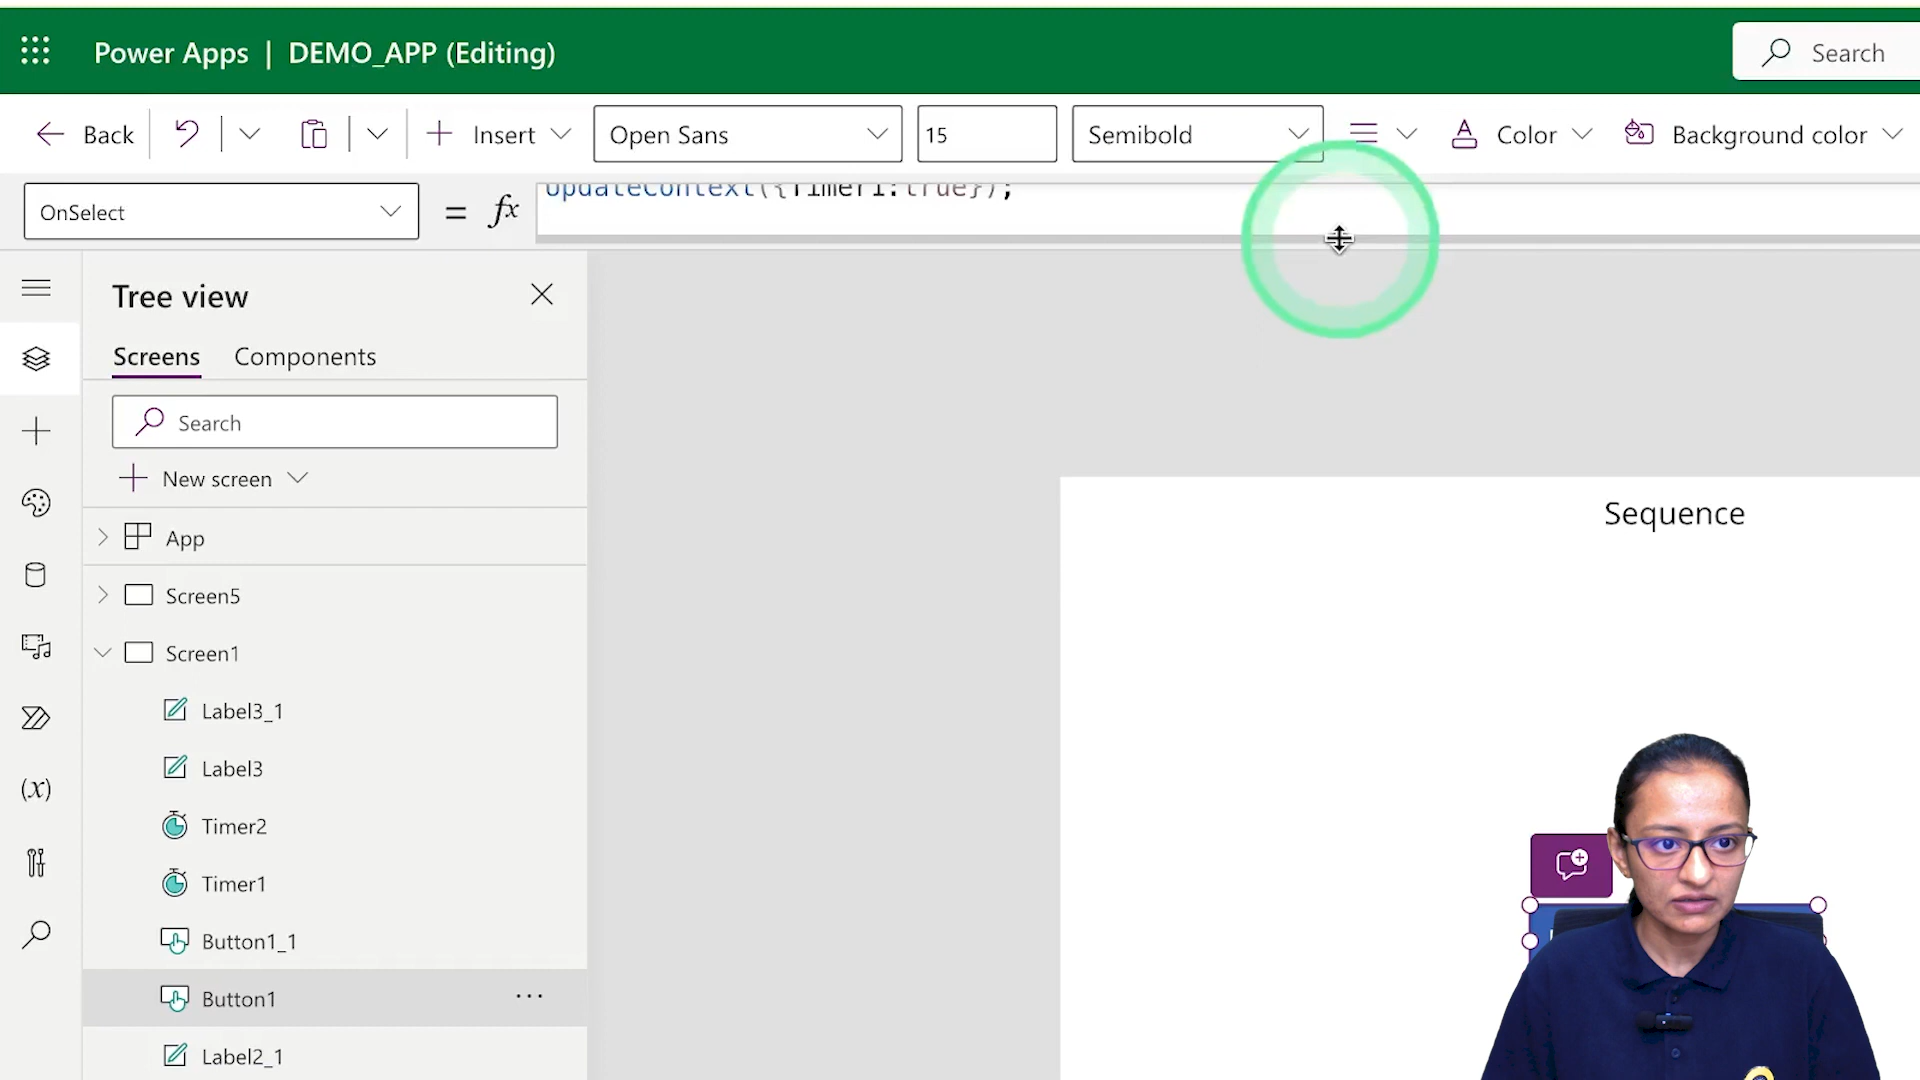 Power Apps | DEMO_APP (Editing)
Search
Back
Insert
Open Sans
15
Semibold
Color
Background color
OnSelect
= fx
UpdateContext({Timer1:true});
Tree view
Screens
Components
Search
New screen
App
Screen5
Screen1
Label3_1
Label3
Timer2
Timer1
Button1_1
Button1
Label2_1
(x)
Sequence